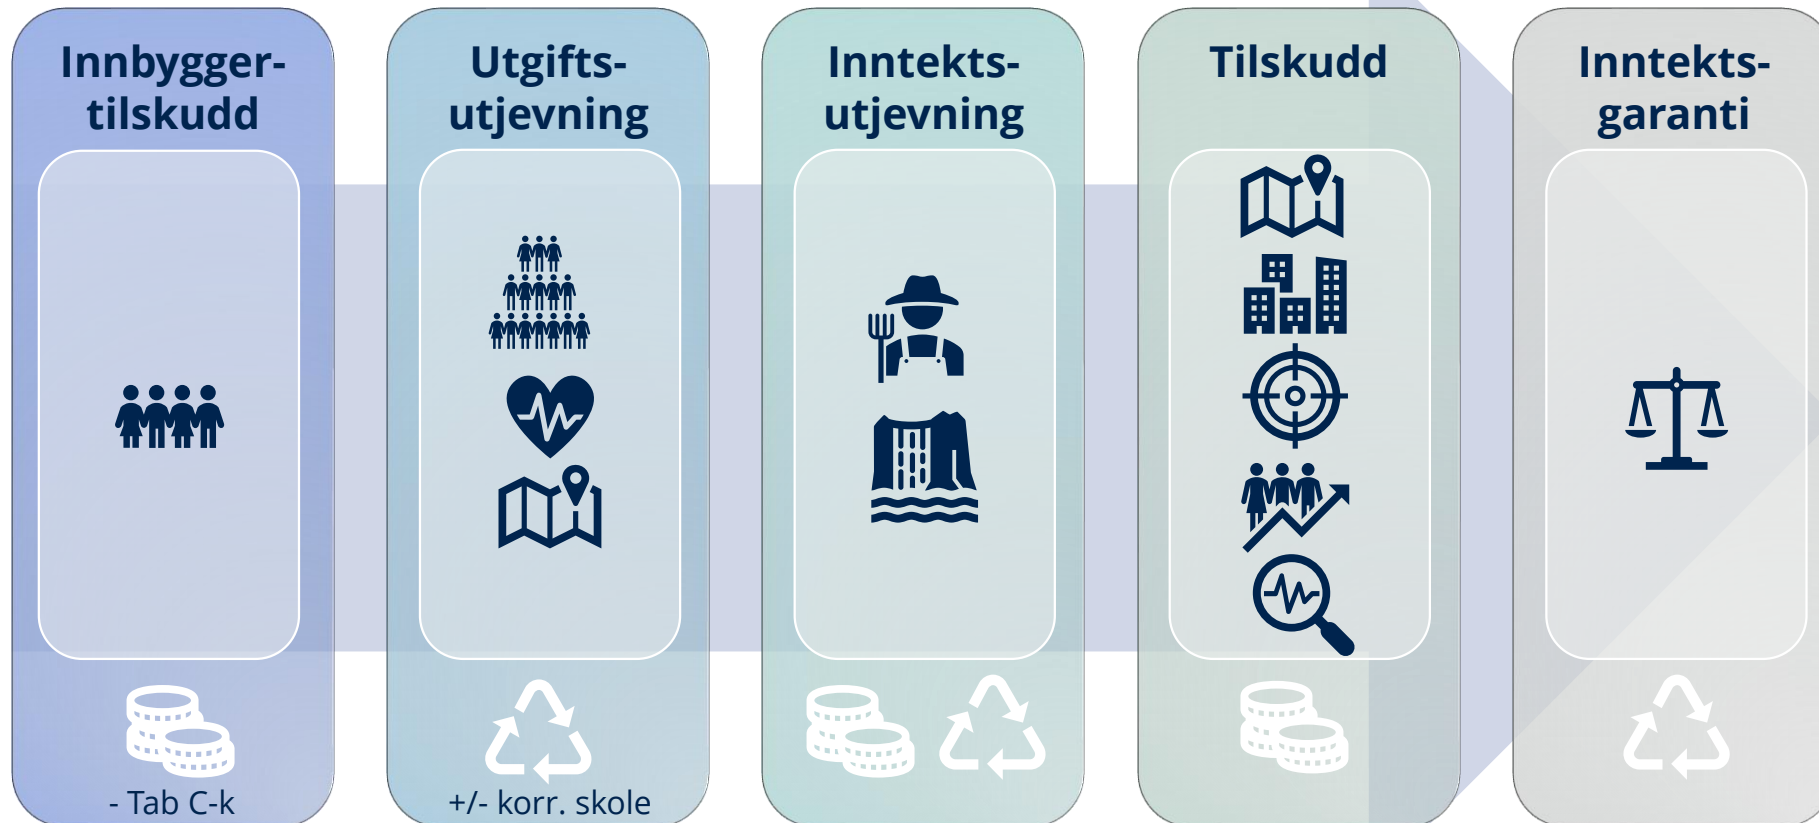 Innbygger-
tilskudd
Utgifts-
utjevning
Inntekts-
utjevning
Tilskudd
Inntekts-
garanti
- Tab C-k
+/- korr. skole